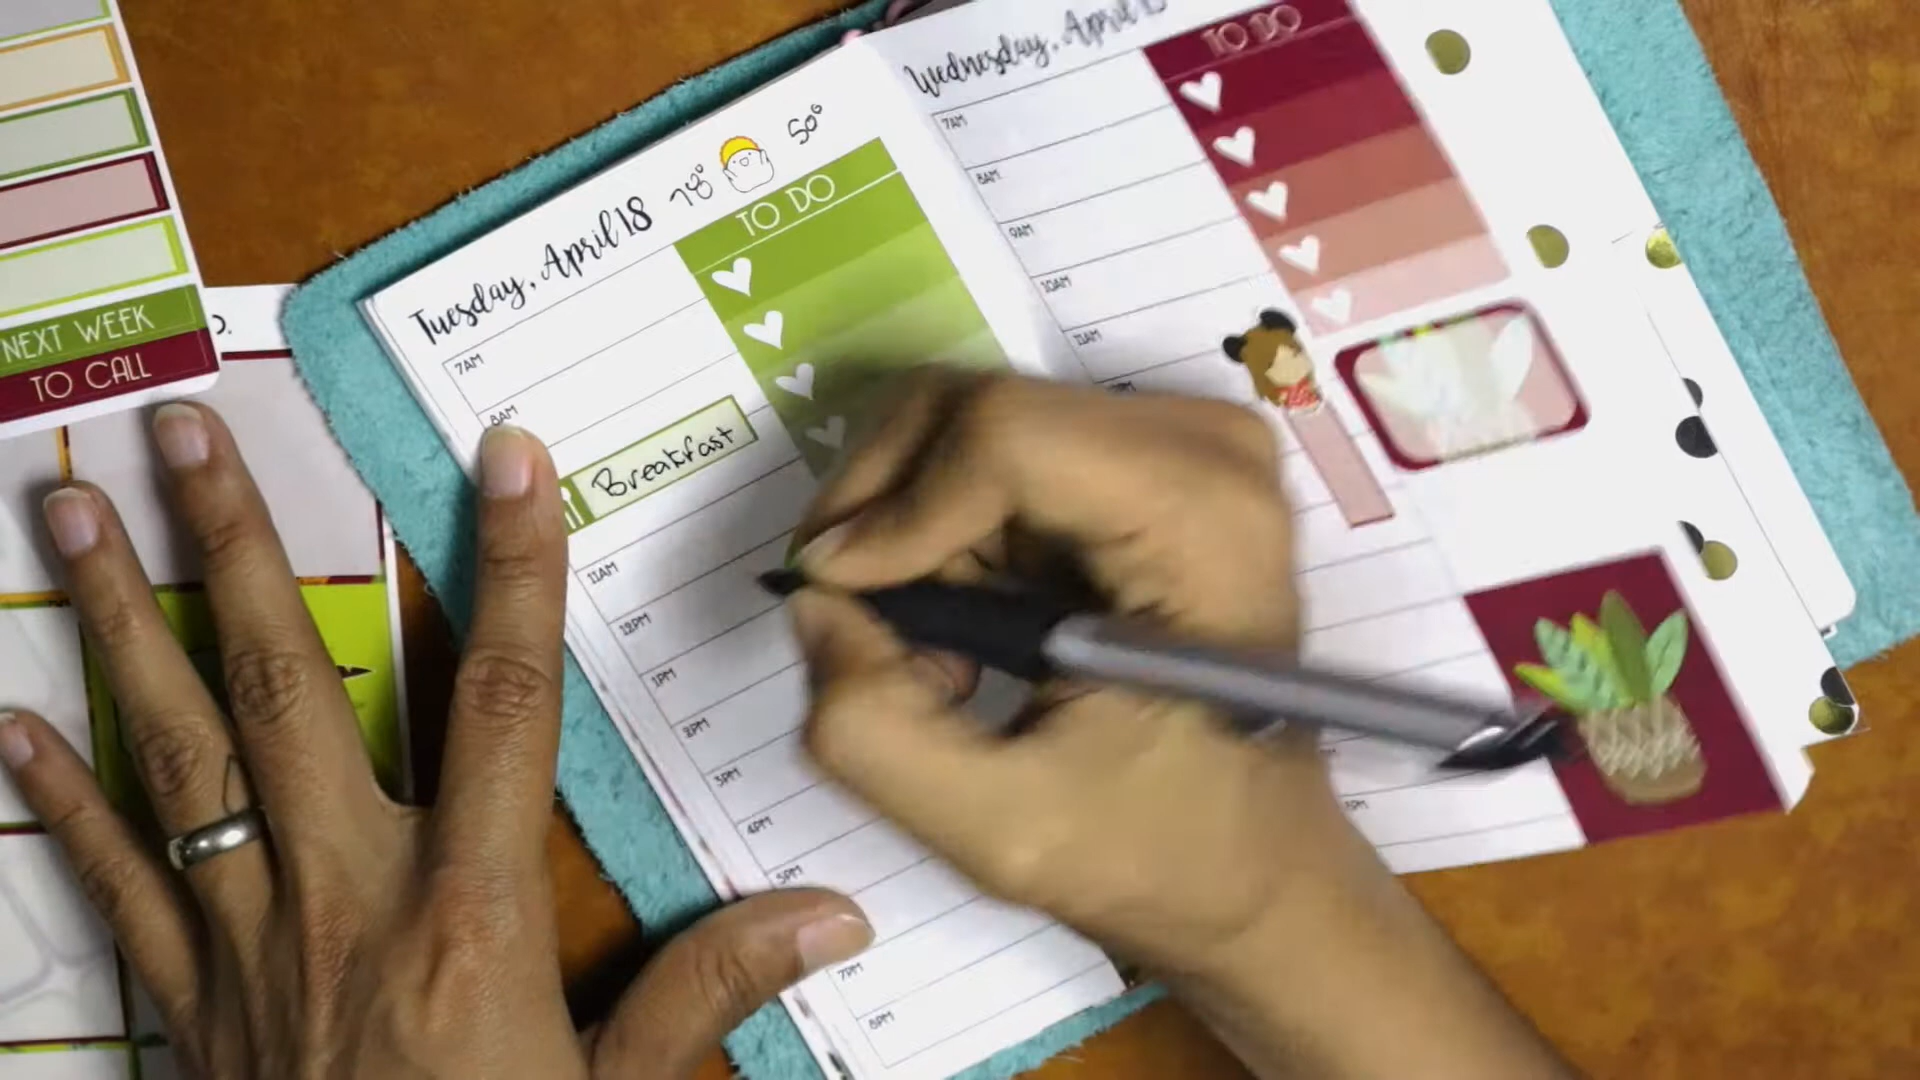 NEXT WEEK
TO CALL
Tuesday, April 18
78° 50°
TO DO
7AM
8AM
Breakfast
11AM
12PM
1PM
2PM
3PM
4PM
5PM
7PM
8PM
Wednesday, April
TO DO
7AM
8AM
9AM
10AM
11AM